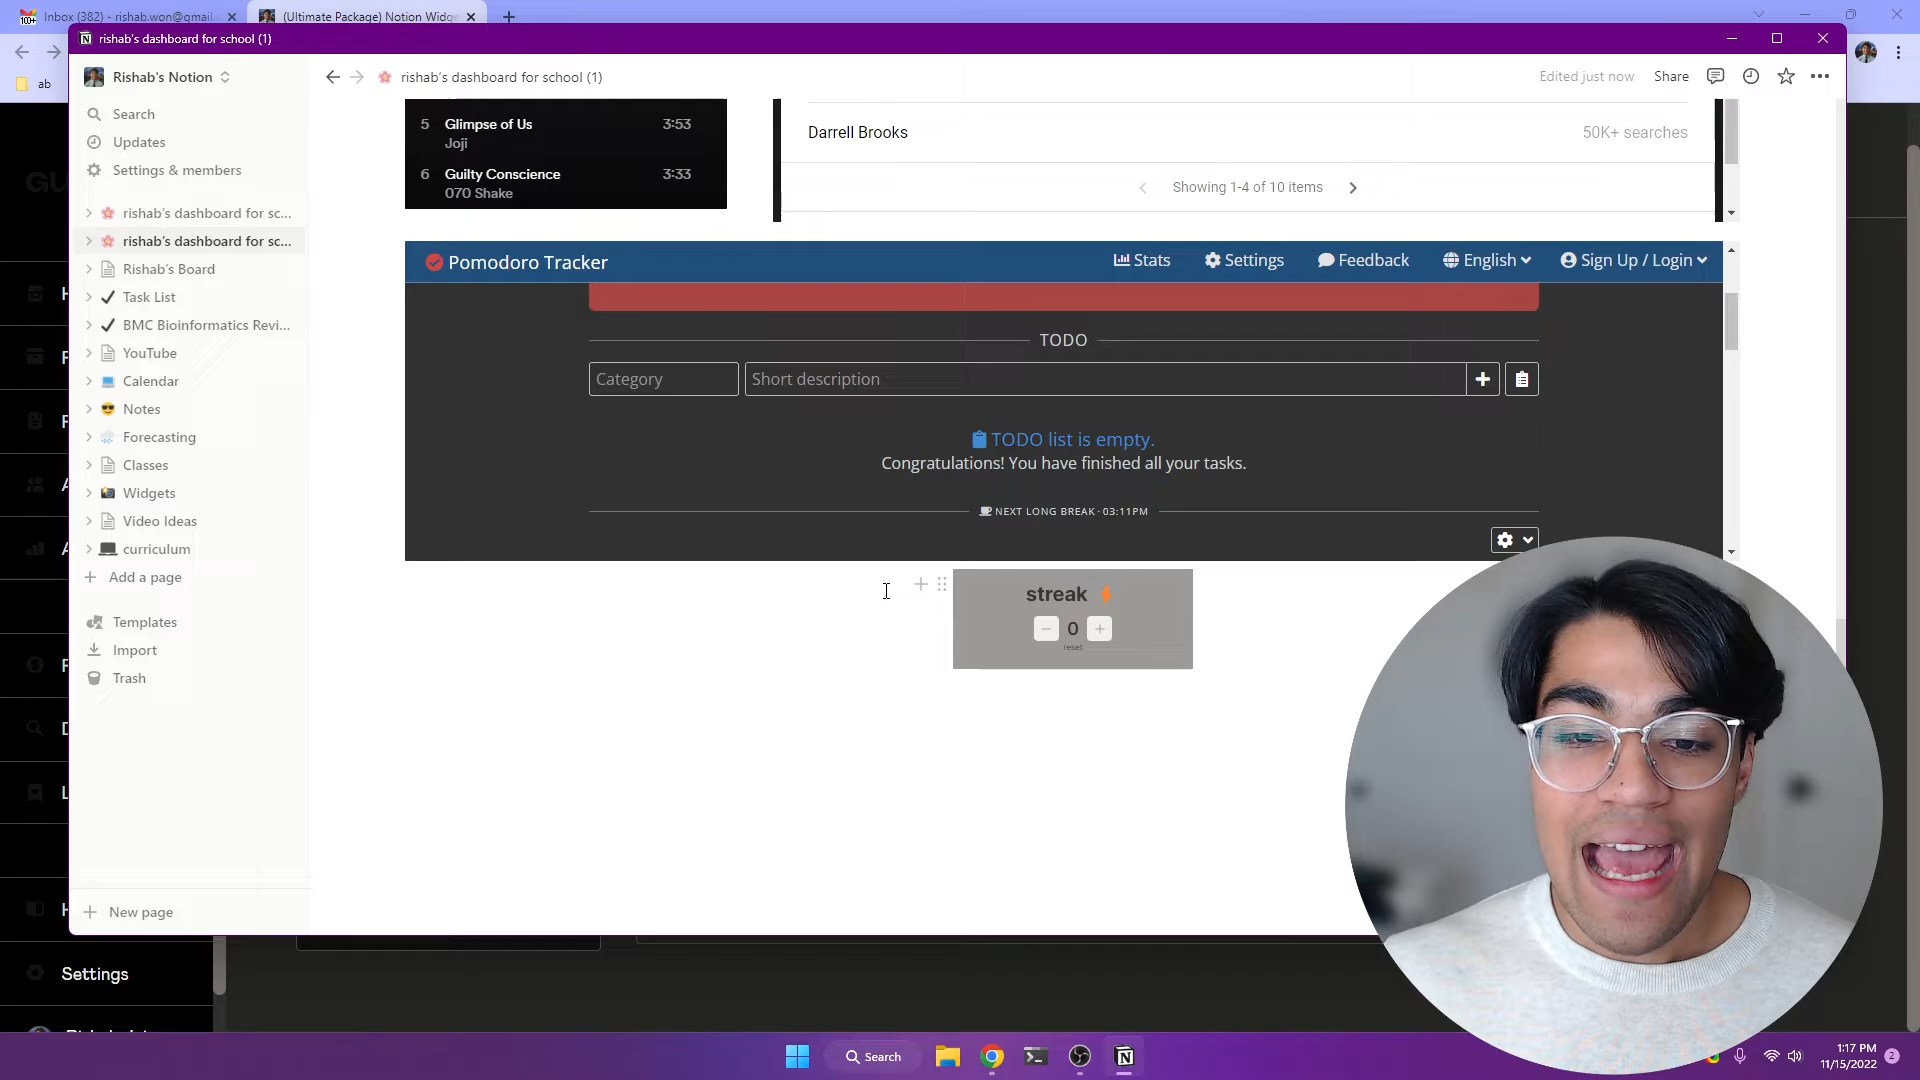 Inbox (382) - rishab.won@gmail.
(Ultimate Package) Notion Widge
ab
rishab's dashboard for school (1)
Rishab's Notion
rishab's dashboard for school (1)
Edited just now
Share
Search
Updates
Settings & members
rishab's dashboard for sc...
rishab's dashboard for sc...
Rishab's Board
Task List
BMC Bioinformatics Revi...
YouTube
Calendar
Notes
Forecasting
Classes
Widgets
Video Ideas
curriculum
Add a page
Templates
Import
Trash
New page
5 Glimpse of Us 3:53
Joji
6 Guilty Conscience 3:33
070 Shake
Darrell Brooks 50K+ searches
Showing 1-4 of 10 items
Pomodoro Tracker
Stats
Settings
Feedback
English
Sign Up / Login
TODO
Category
Short description
TODO list is empty.
Congratulations! You have finished all your tasks.
NEXT LONG BREAK · 03:11PM
streak
0
reset
Settings
Search
1:17 PM
11/15/2022
2